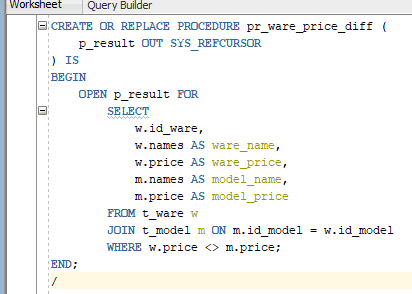 Worksheet Query Builder
CREATE OR REPLACE PROCEDURE pr_ware_price_diff (
    p_result OUT SYS_REFCURSOR
) IS
BEGIN
    OPEN p_result FOR
        SELECT
            w.id_ware,
            w.names AS ware_name,
            w.price AS ware_price,
            m.names AS model_name,
            m.price AS model_price
        FROM t_ware w
        JOIN t_model m ON m.id_model = w.id_model
        WHERE w.price <> m.price;
END;
/